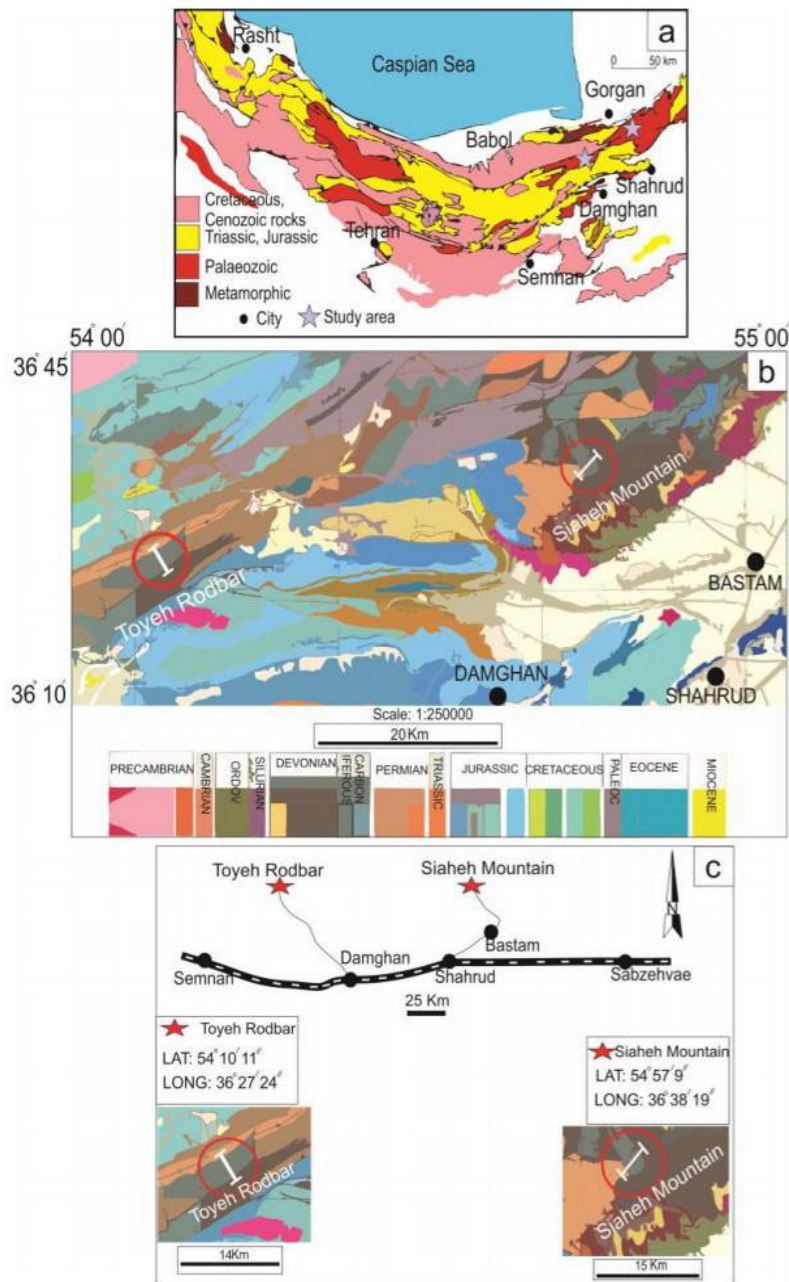 a
Rasht
Caspian Sea
0 50 km
Gorgan
Babol
Shahrud
Damghan
Tehran
Semnan
Cretaceous,
Cenozoic rocks
Triassic, Jurassic
Palaeozoic
Metamorphic
City
Study area
54° 00′
55° 00′
36° 45′
b
Siaheh Mountain
Toyeh Rodbar
BASTAM
DAMGHAN
SHAHRUD
36° 10′
Scale: 1:250000
20 Km
PRECAMBRIAN
CAMBRIAN
ORDOV
SILURIAN
DEVONIAN
CARBON
IFEROUS
PERMIAN
TRIASSIC
JURASSIC
CRETACEOUS
PALEOC
EOCENE
MIOCENE
c
Toyeh Rodbar
Siaheh Mountain
N
Bastam
Semnan
Damghan
Shahrud
Sabzehvae
25 Km
Toyeh Rodbar
LAT: 54° 10′ 11″
LONG: 36° 27′ 24″
Siaheh Mountain
LAT: 54° 57′ 9″
LONG: 36° 38′ 19″
Toyeh Rodbar
14Km
Siaheh Mountain
15 Km